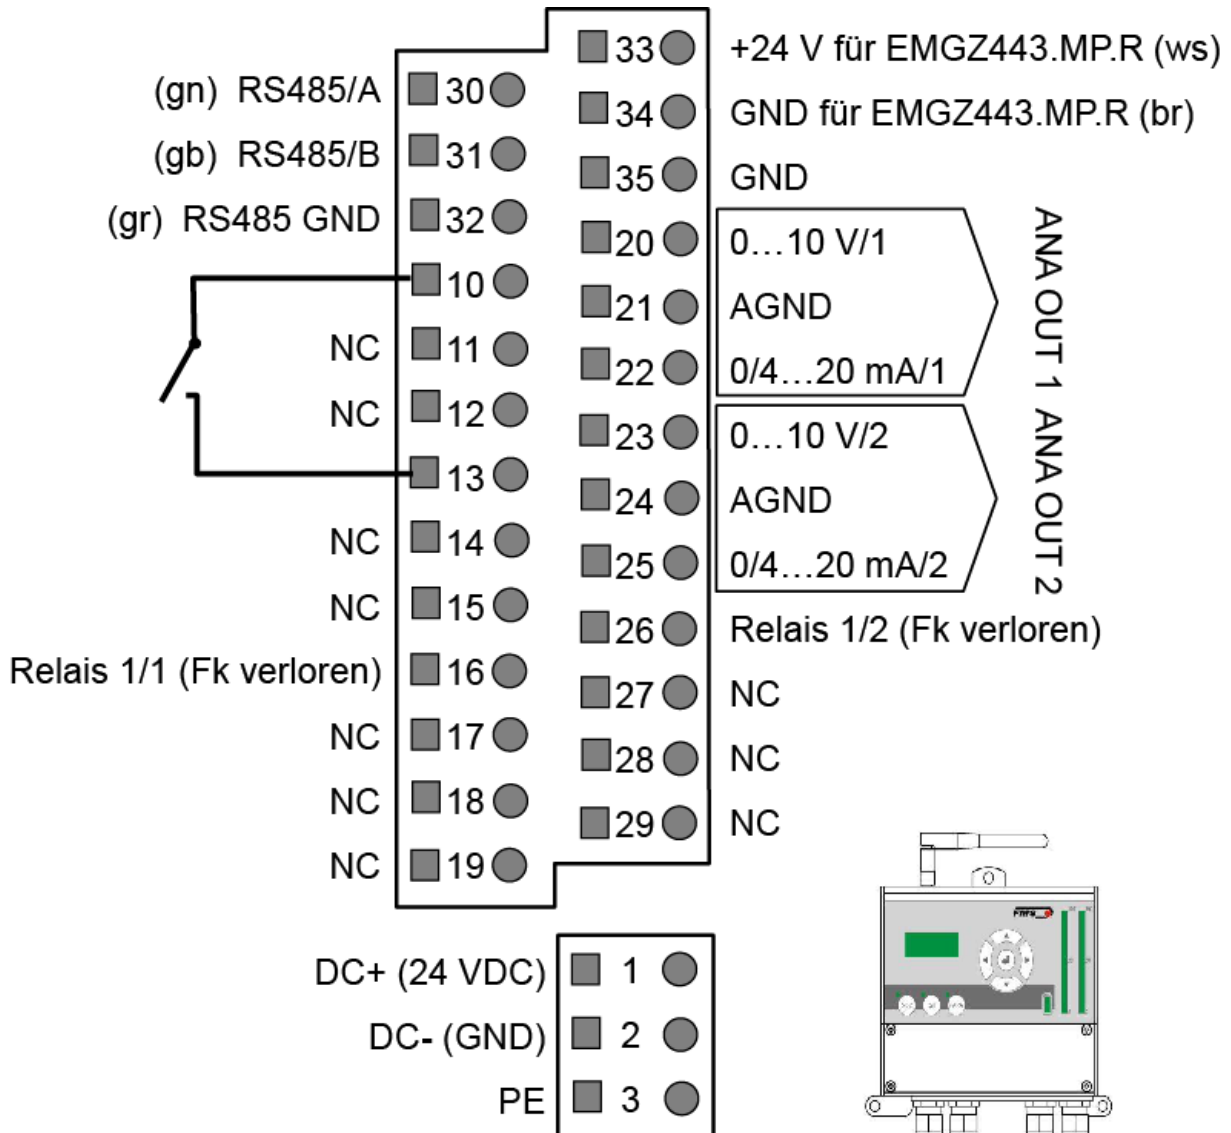 33 +24 V für EMGZ443.MP.R (ws)
(gn) RS485/A 30
34 GND für EMGZ443.MP.R (br)
(gb) RS485/B 31
35 GND
(gr) RS485 GND 32
20 0...10 V/1
10
21 AGND
NC 11
22 0/4...20 mA/1
ANA OUT 1
NC 12
23 0...10 V/2
13
24 AGND
NC 14
25 0/4...20 mA/2
ANA OUT 2
NC 15
26 Relais 1/2 (Fk verloren)
Relais 1/1 (Fk verloren) 16
27 NC
NC 17
28 NC
NC 18
29 NC
NC 19
DC+ (24 VDC) 1
DC- (GND) 2
PE 3